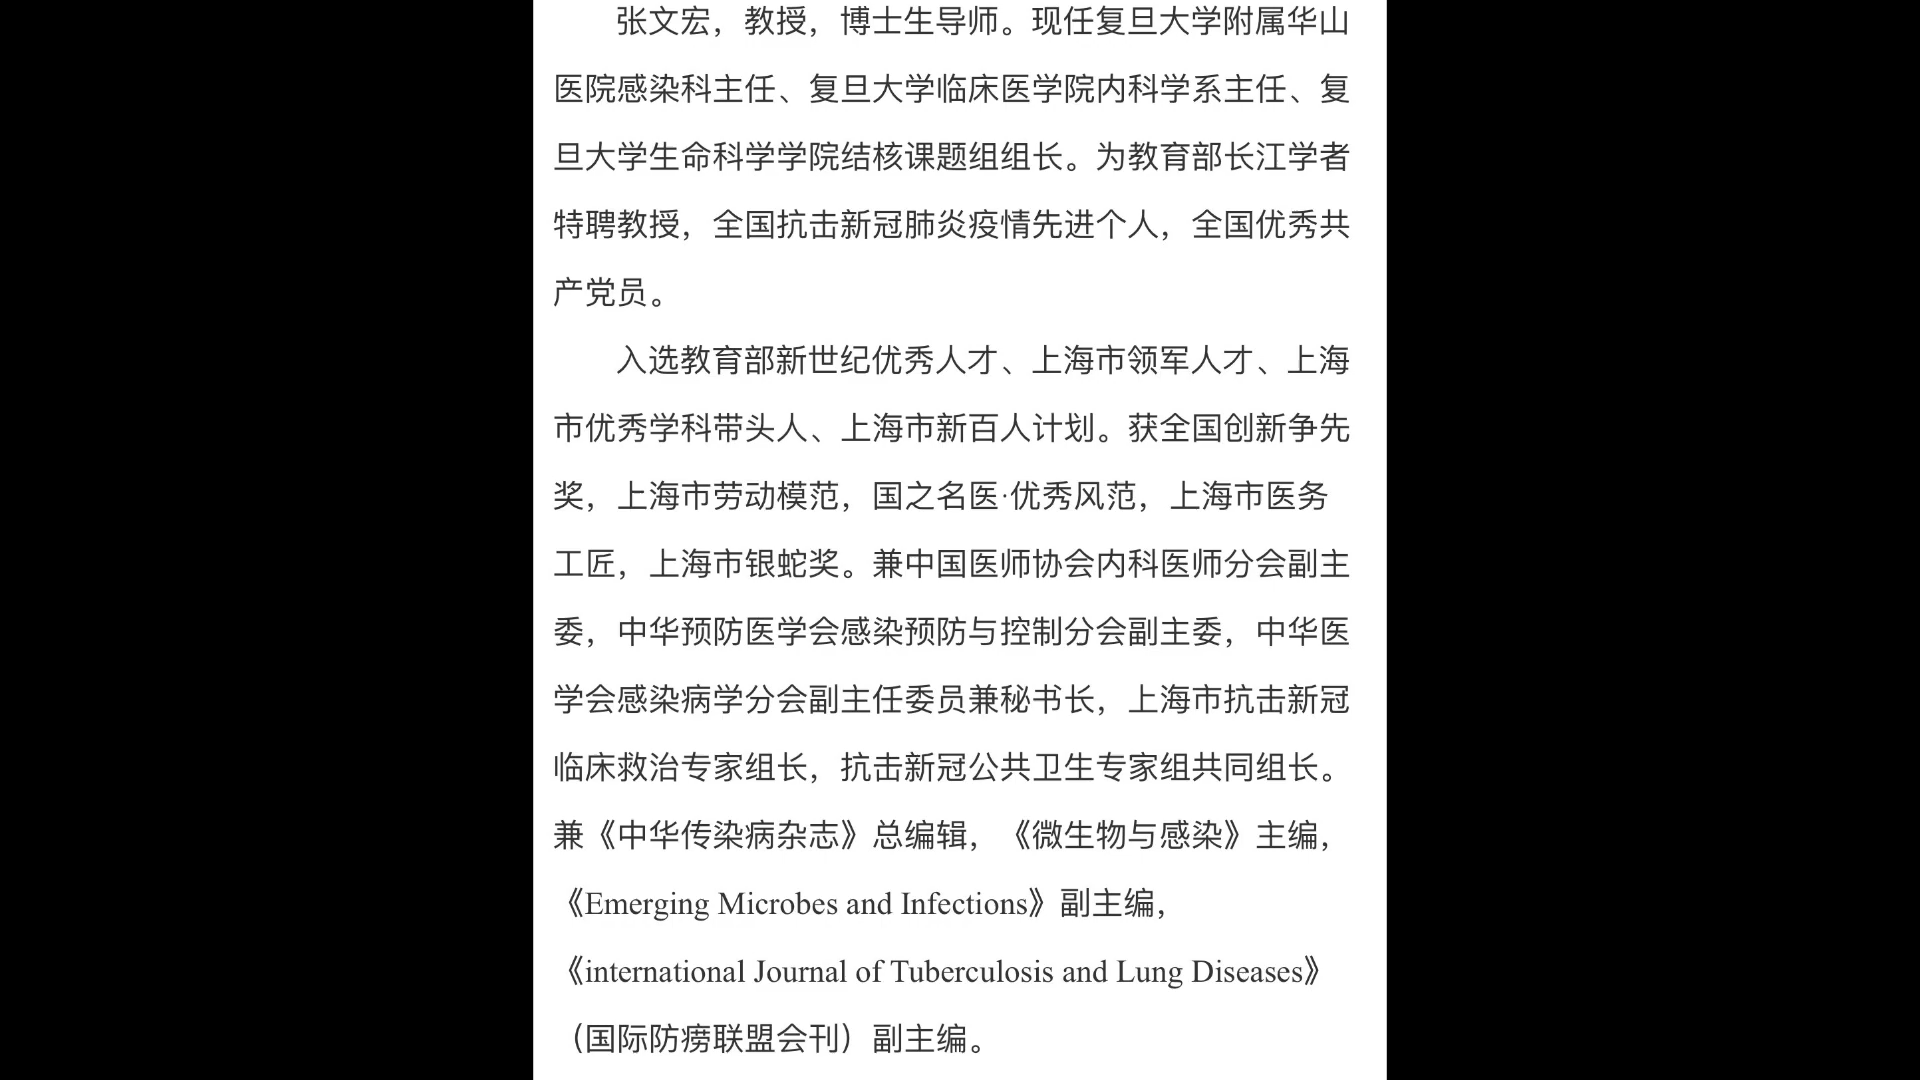 张文宏，教授，博士生导师。现任复旦大学附属华山
医院感染科主任、复旦大学临床医学院内科学系主任、复
旦大学生命科学学院结核课题组组长。为教育部长江学者
特聘教授，全国抗击新冠肺炎疫情先进个人，全国优秀共
产党员。
入选教育部新世纪优秀人才、上海市领军人才、上海
市优秀学科带头人、上海市新百人计划。获全国创新争先
奖，上海市劳动模范，国之名医·优秀风范，上海市医务
工匠，上海市银蛇奖。兼中国医师协会内科医师分会副主
委，中华预防医学会感染预防与控制分会副主委，中华医
学会感染病学分会副主任委员兼秘书长，上海市抗击新冠
临床救治专家组长，抗击新冠公共卫生专家组共同组长。
兼《中华传染病杂志》总编辑，《微生物与感染》主编，
《Emerging Microbes and Infections》副主编，
《international Journal of Tuberculosis and Lung Diseases》
（国际防痨联盟会刊）副主编。